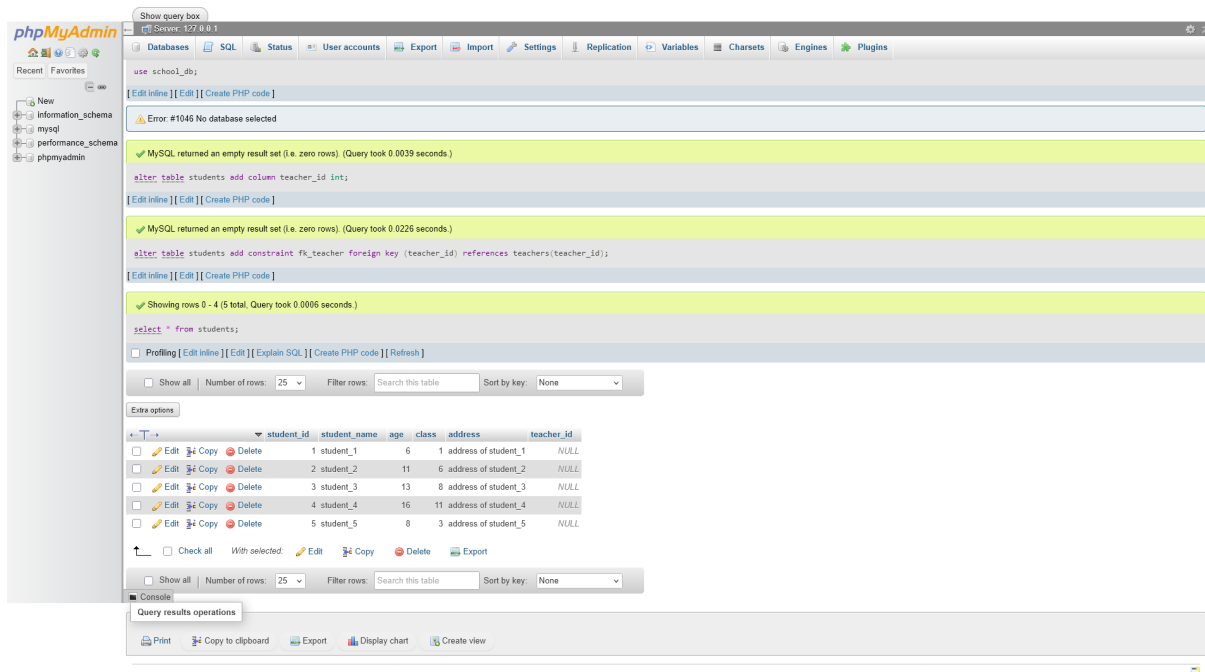 Show query box
phpMyAdmin
Server: 127.0.0.1
Databases SQL Status User accounts Export Import Settings Replication Variables Charsets Engines Plugins
Recent Favorites
New
information_schema
mysql
performance_schema
phpmyadmin
use school_db;
[ Edit inline ] [ Edit ] [ Create PHP code ]
Error: #1046 No database selected
MySQL returned an empty result set (i.e. zero rows). (Query took 0.0039 seconds.)
alter table students add column teacher_id int;
[ Edit inline ] [ Edit ] [ Create PHP code ]
MySQL returned an empty result set (i.e. zero rows). (Query took 0.0226 seconds.)
alter table students add constraint fk_teacher foreign key (teacher_id) references teachers(teacher_id);
[ Edit inline ] [ Edit ] [ Create PHP code ]
Showing rows 0 - 4 (5 total, Query took 0.0006 seconds.)
select * from students;
Profiling [ Edit inline ] [ Edit ] [ Explain SQL ] [ Create PHP code ] [ Refresh ]
Show all | Number of rows: 25 Filter rows: Search this table Sort by key: None
Extra options
student_id student_name age class address teacher_id
Edit Copy Delete 1 student_1 6 1 address of student_1 NULL
Edit Copy Delete 2 student_2 11 6 address of student_2 NULL
Edit Copy Delete 3 student_3 13 8 address of student_3 NULL
Edit Copy Delete 4 student_4 16 11 address of student_4 NULL
Edit Copy Delete 5 student_5 8 3 address of student_5 NULL
Check all With selected: Edit Copy Delete Export
Show all | Number of rows: 25 Filter rows: Search this table Sort by key: None
Console
Query results operations
Print Copy to clipboard Export Display chart Create view